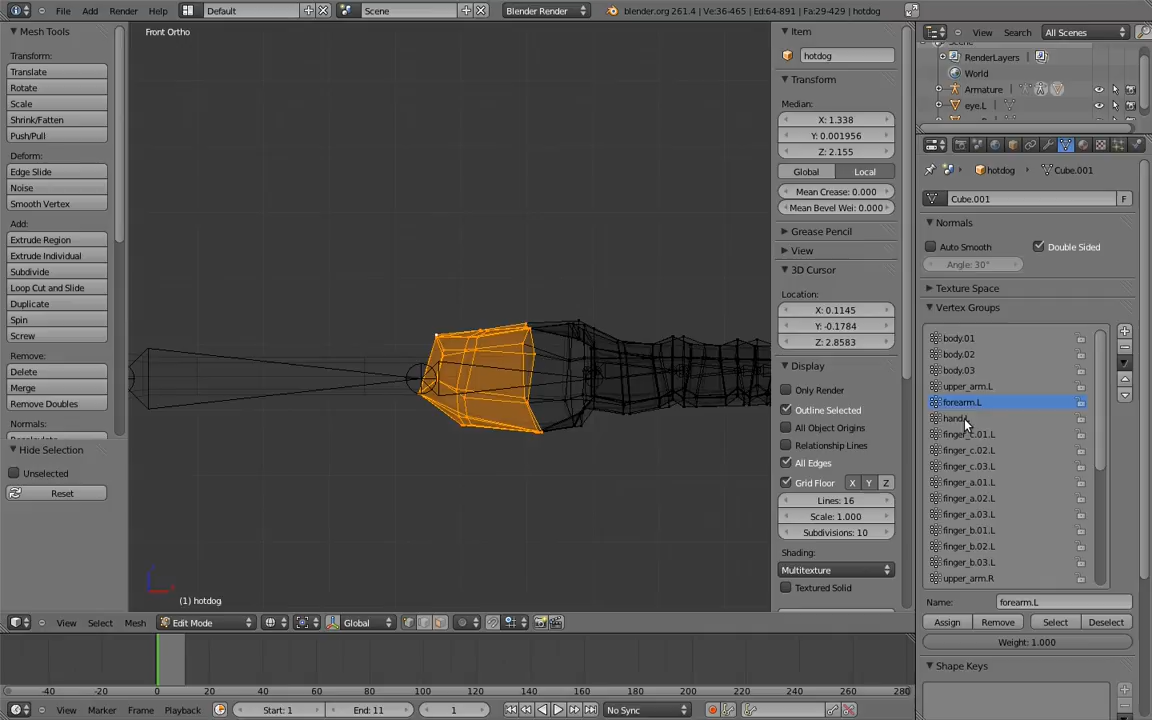 File Add Render Help Default Scene Blender Render blender.org 261.4 | Ve:36-465 | Ed:64-891 | Fa:29-429 | hotdog
Mesh Tools
Transform:
Translate
Rotate
Scale
Shrink/Fatten
Push/Pull
Deform:
Edge Slide
Noise
Smooth Vertex
Add:
Extrude Region
Extrude Individual
Subdivide
Loop Cut and Slide
Duplicate
Spin
Screw
Remove:
Delete
Merge
Remove Doubles
Normals:
Hide Selection
Unselected
Reset
Front Ortho
(1) hotdog
Item
hotdog
Transform
Median:
X: 1.338
Y: 0.001956
Z: 2.155
Global Local
Mean Crease: 0.000
Mean Bevel Wei: 0.000
Grease Pencil
View
3D Cursor
Location:
X: 0.1145
Y: -0.1784
Z: 2.8583
Display
Only Render
Outline Selected
All Object Origins
Relationship Lines
All Edges
Grid Floor X Y Z
Lines: 16
Scale: 1.000
Subdivisions: 10
Shading:
Multitexture
Textured Solid
View Search All Scenes
RenderLayers
World
Armature
eye.L
hotdog Cube.001
Cube.001 F
Normals
Auto Smooth Double Sided
Angle: 30°
Texture Space
Vertex Groups
body.01
body.02
body.03
upper_arm.L
forearm.L
hand
finger_c.01.L
finger_c.02.L
finger_c.03.L
finger_a.01.L
finger_a.02.L
finger_a.03.L
finger_b.01.L
finger_b.02.L
finger_b.03.L
upper_arm.R
Name: forearm.L
Assign Remove Select Deselect
Weight: 1.000
Shape Keys
View Select Mesh Edit Mode Global
-40 -20 0 20 40 60 80 100 120 140 160 180 200 220 240 260 280
View Marker Frame Playback Start: 1 End: 11 1 No Sync